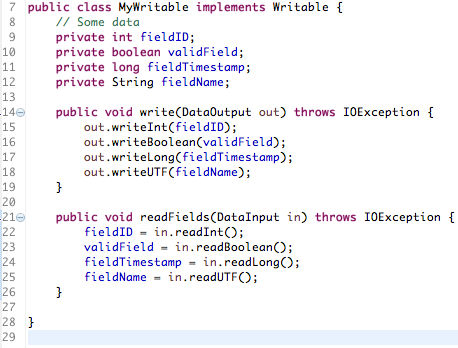 7 public class MyWritable implements Writable {
8     // Some data
9     private int fieldID;
10     private boolean validField;
11     private long fieldTimestamp;
12     private String fieldName;
13
14     public void write(DataOutput out) throws IOException {
15         out.writeInt(fieldID);
16         out.writeBoolean(validField);
17         out.writeLong(fieldTimestamp);
18         out.writeUTF(fieldName);
19     }
20
21     public void readFields(DataInput in) throws IOException {
22         fieldID = in.readInt();
23         validField = in.readBoolean();
24         fieldTimestamp = in.readLong();
25         fieldName = in.readUTF();
26     }
27
28 }
29